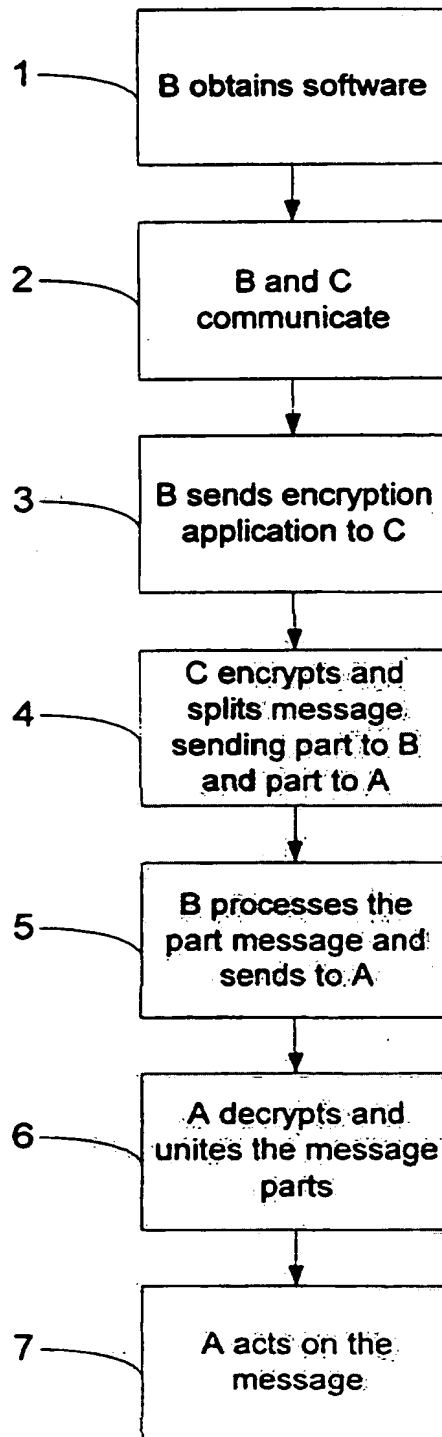 1
B obtains software
2
B and C
communicate
3
B sends encryption
application to C
4
C encrypts and
splits message
sending part to B
and part to A
5
B processes the
part message and
sends to A
6
A decrypts and
unites the message
parts
7
A acts on the
message